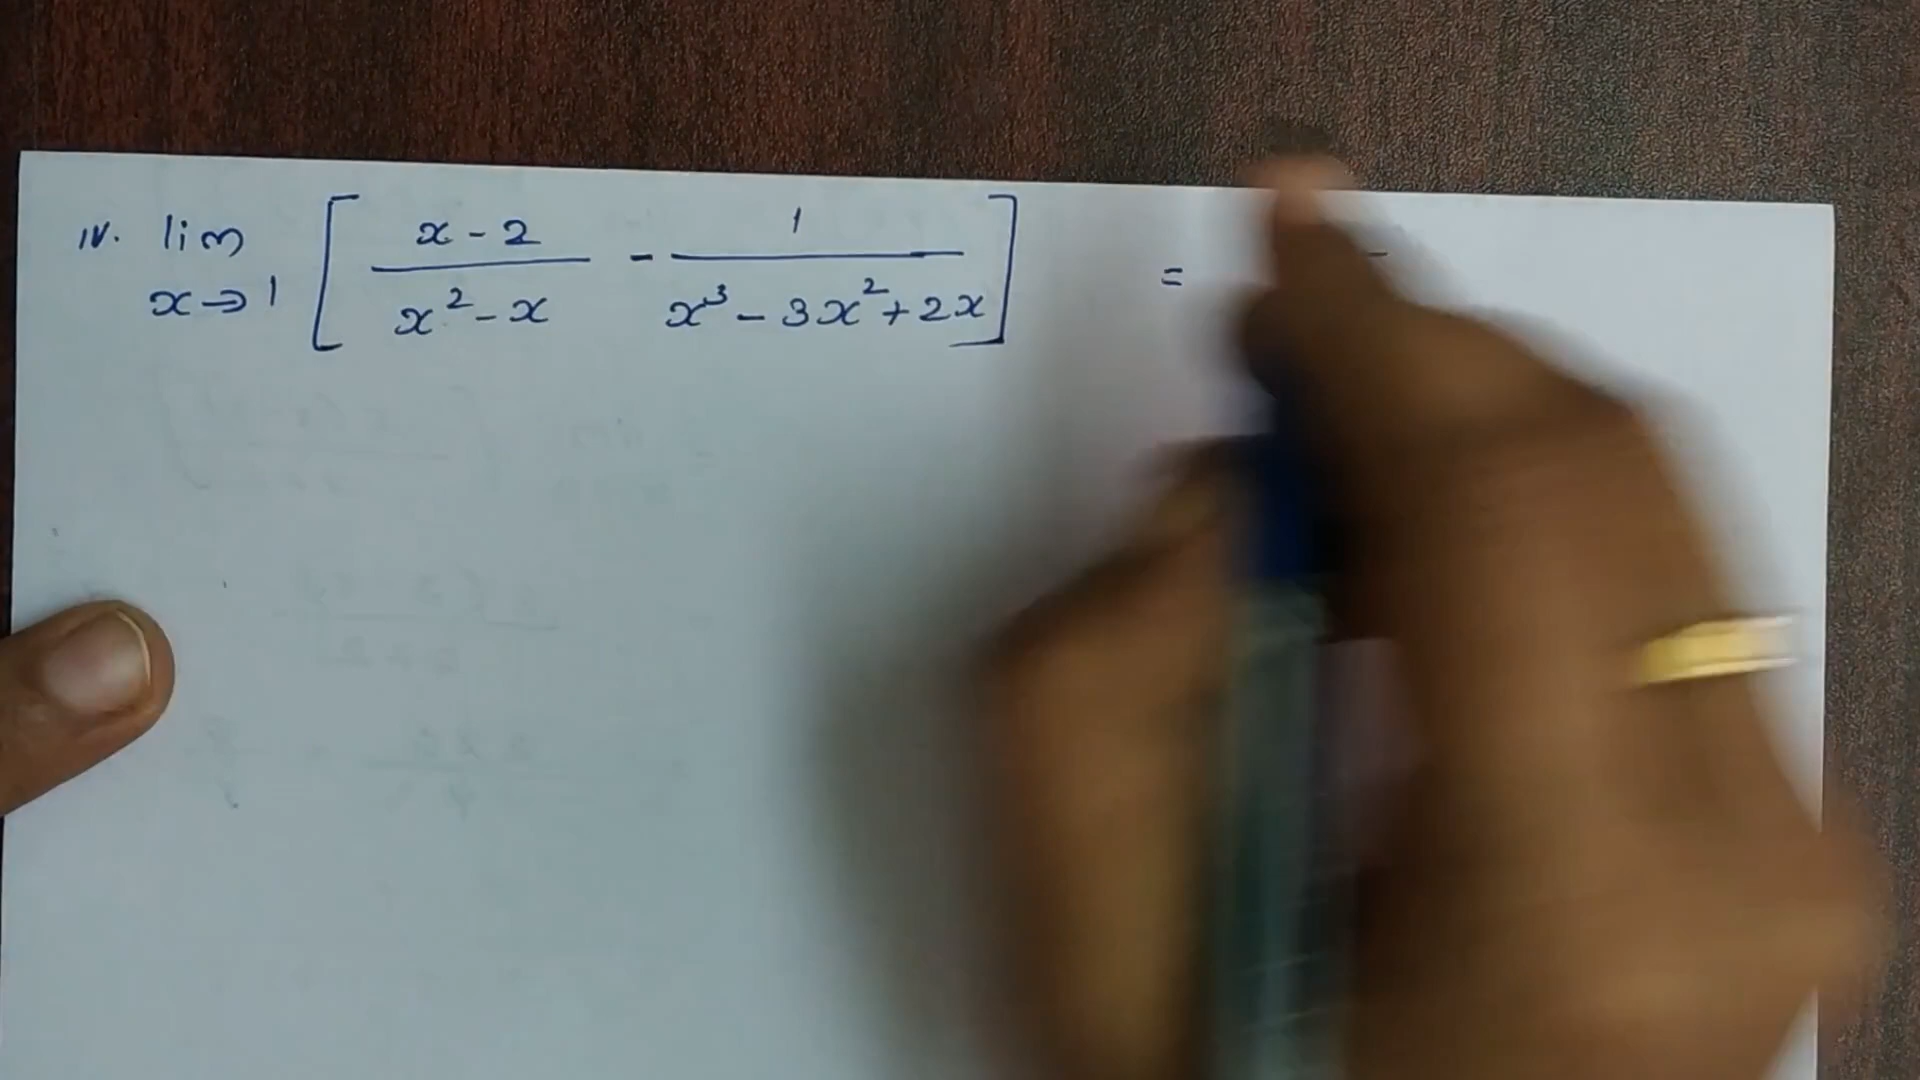 iv. lim x→1 [ (x - 2)/(x² - x) - 1/(x³ - 3x² + 2x) ] =